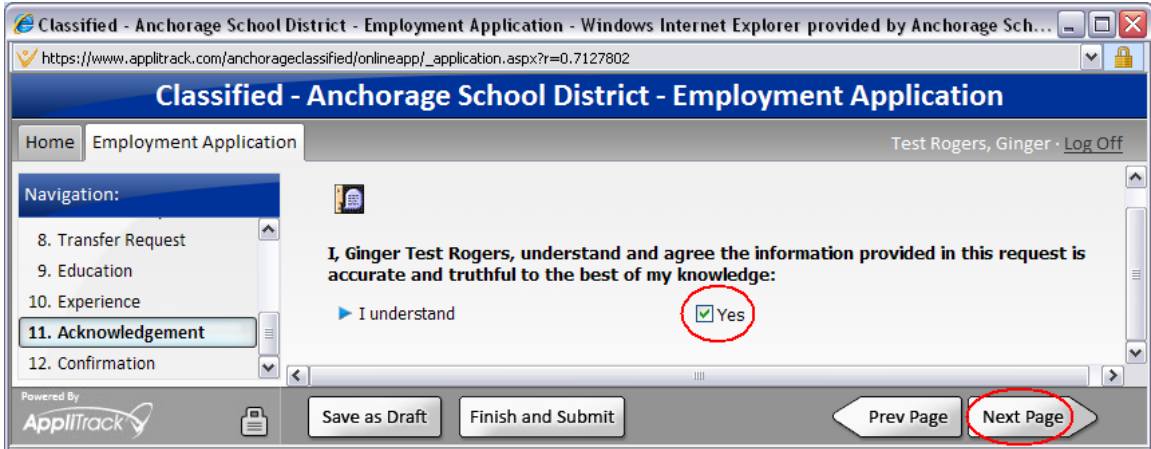 Classified - Anchorage School District - Employment Application - Windows Internet Explorer provided by Anchorage Sch...
https://www.applitrack.com/anchorageclassified/onlineapp/_application.aspx?r=0.7127802
Classified - Anchorage School District - Employment Application
Home Employment Application Test Rogers, Ginger · Log Off
Navigation:
8. Transfer Request
9. Education
10. Experience
11. Acknowledgement
12. Confirmation
I, Ginger Test Rogers, understand and agree the information provided in this request is
accurate and truthful to the best of my knowledge:
I understand Yes
Powered By
AppliTrack
Save as Draft Finish and Submit Prev Page Next Page